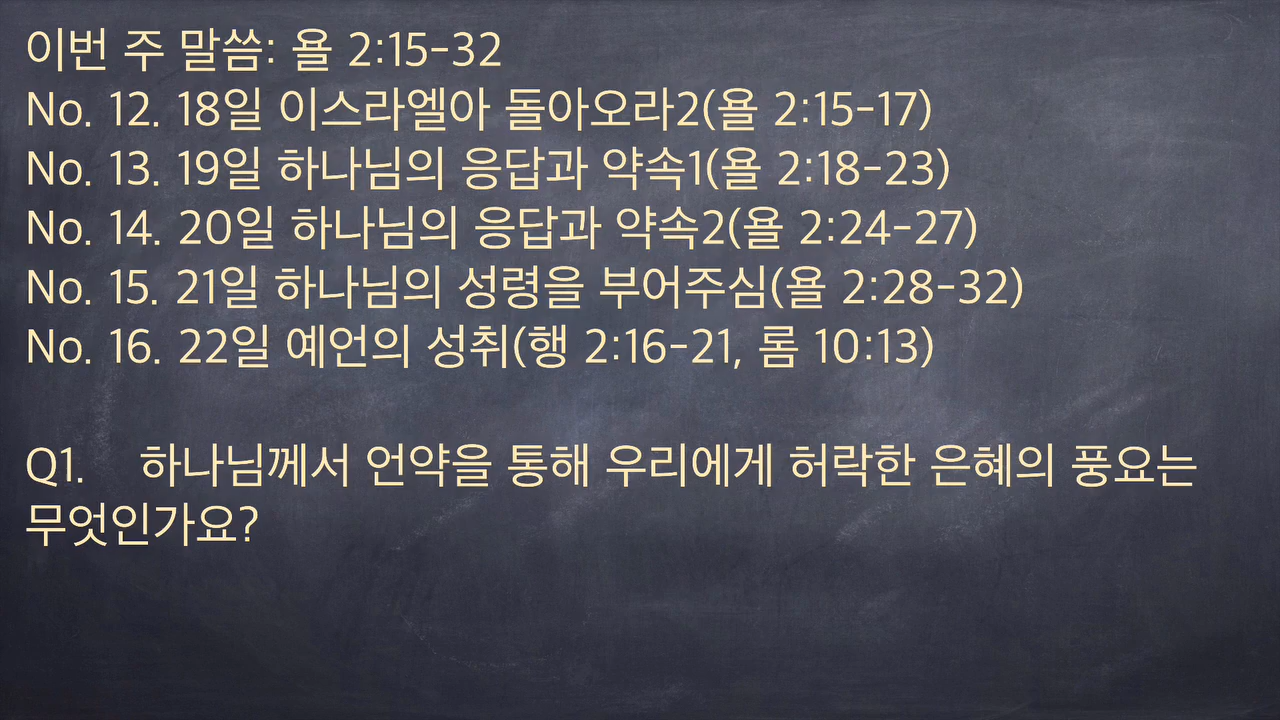 이번 주 말씀: 욜 2:15-32
No. 12. 18일 이스라엘아 돌아오라2(욜 2:15-17)
No. 13. 19일 하나님의 응답과 약속1(욜 2:18-23)
No. 14. 20일 하나님의 응답과 약속2(욜 2:24-27)
No. 15. 21일 하나님의 성령을 부어주심(욜 2:28-32)
No. 16. 22일 예언의 성취(행 2:16-21, 롬 10:13)
Q1. 하나님께서 언약을 통해 우리에게 허락한 은혜의 풍요는
무엇인가요?